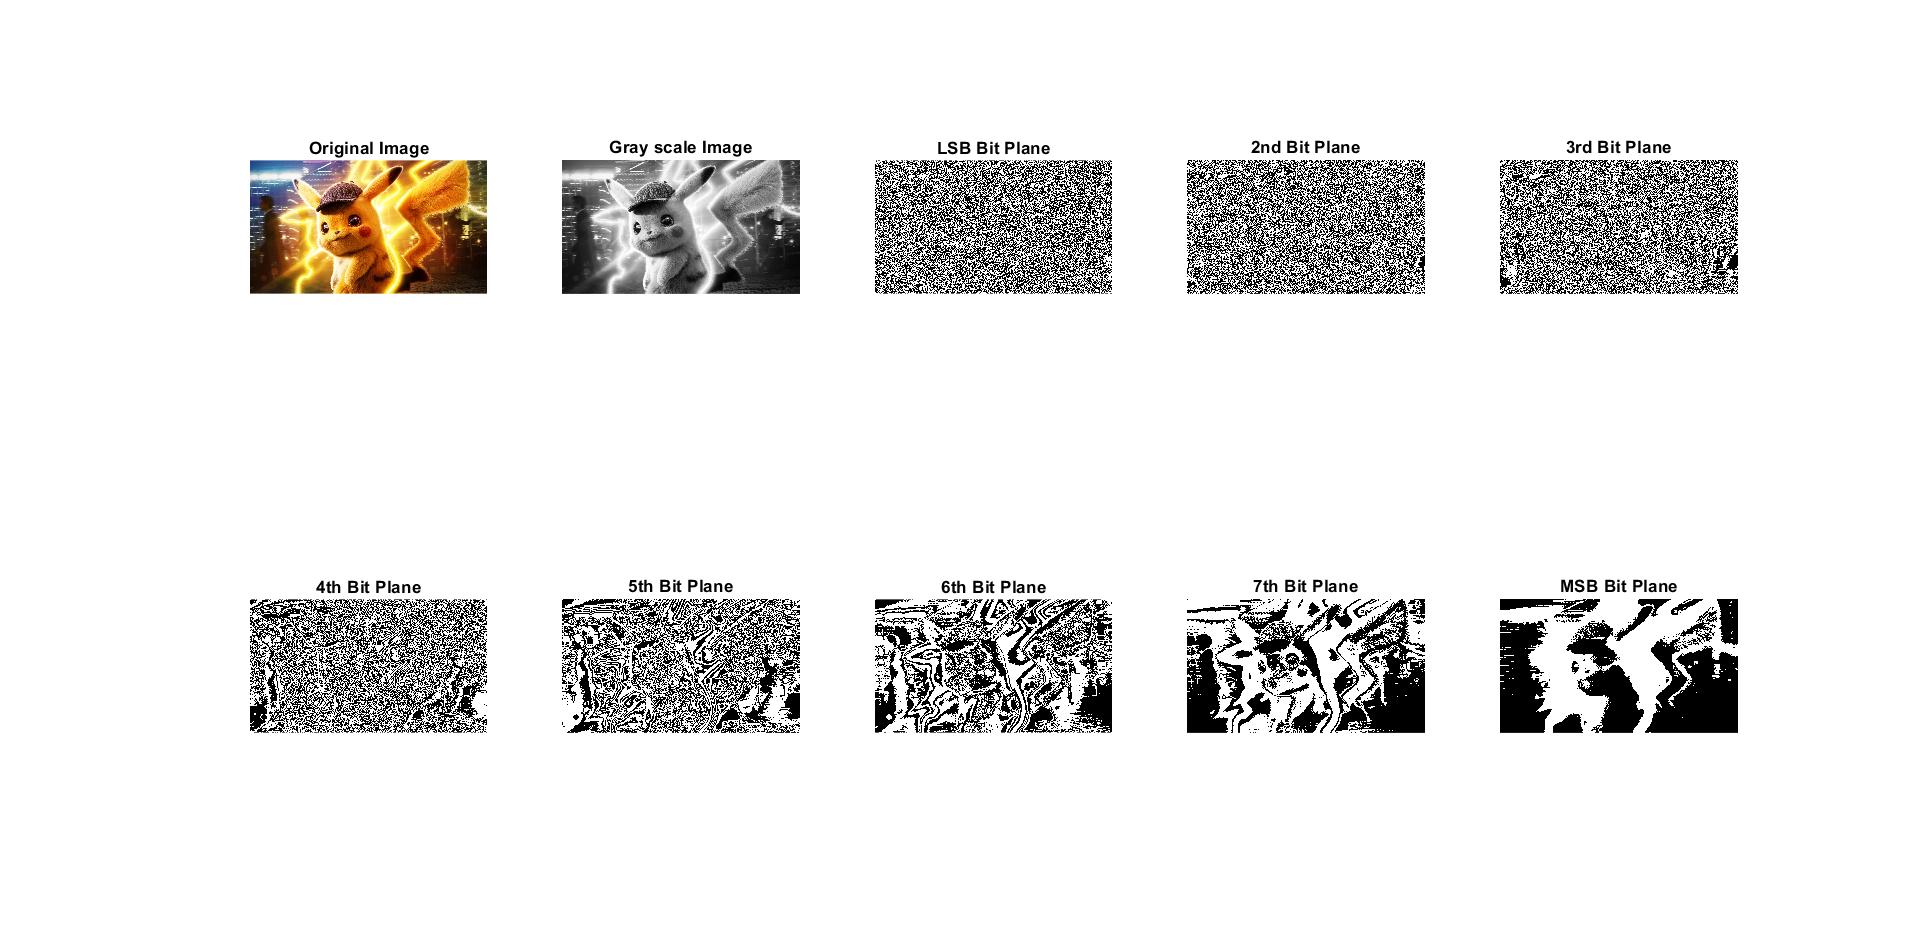 Original Image
Gray scale Image
LSB Bit Plane
2nd Bit Plane
3rd Bit Plane
4th Bit Plane
5th Bit Plane
6th Bit Plane
7th Bit Plane
MSB Bit Plane